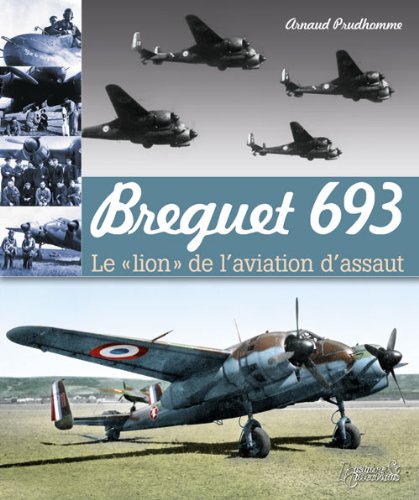 Arnaud Prudhomme
Breguet 693
Le «lion» de l'aviation d'assaut
Histoire &
Collections